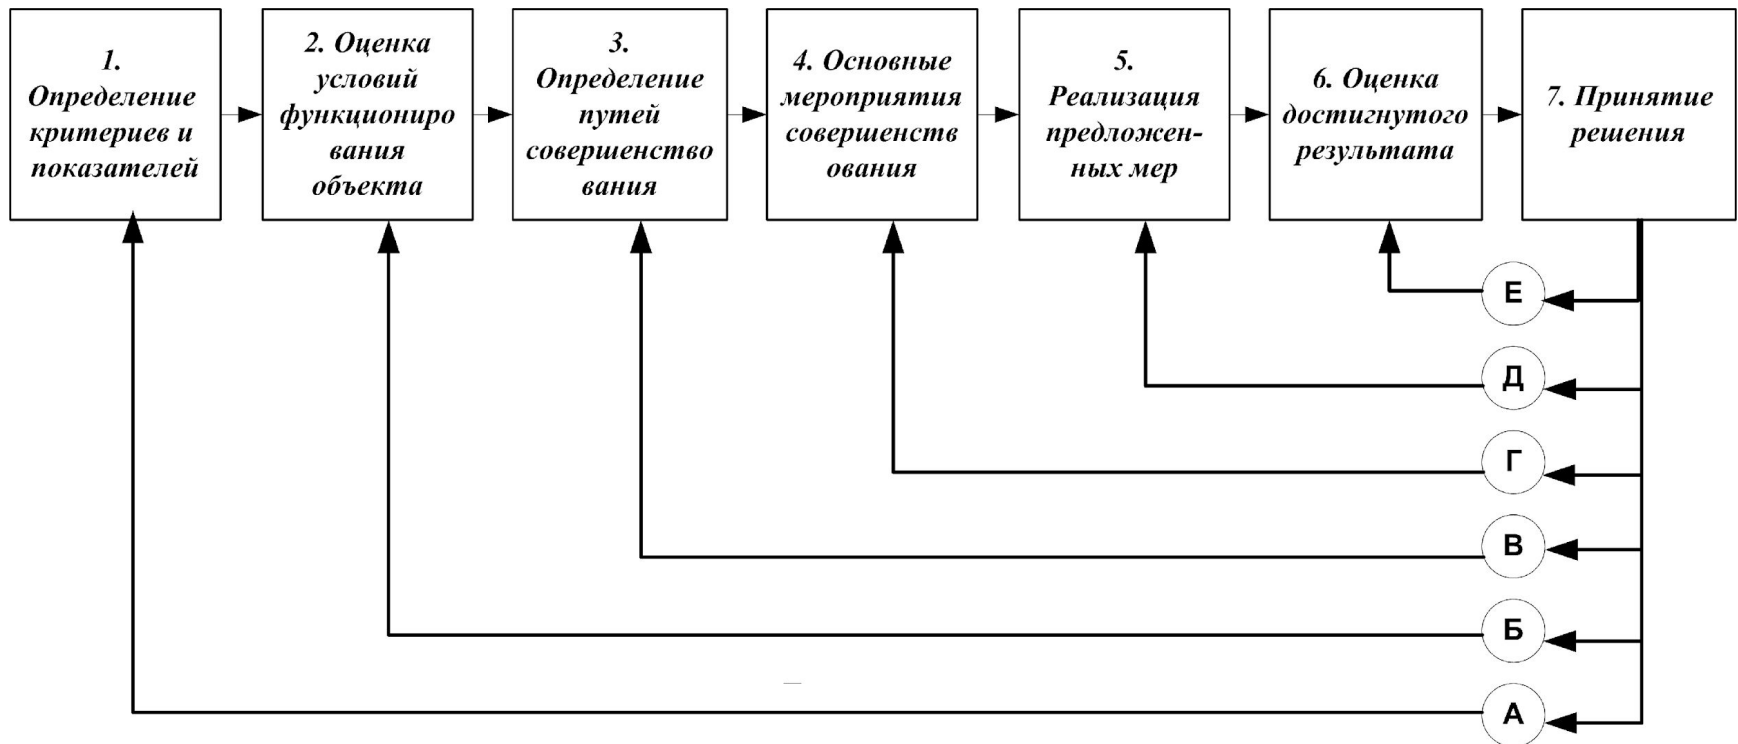 1.
Определение
критериев и
показателей
2. Оценка
условий
функциониро
вания
объекта
3.
Определение
путей
совершенство
вания
4. Основные
мероприятия
совершенств
ования
5.
Реализация
предложен-
ных мер
6. Оценка
достигнутого
результата
7. Принятие
решения
Е
Д
Г
В
Б
А